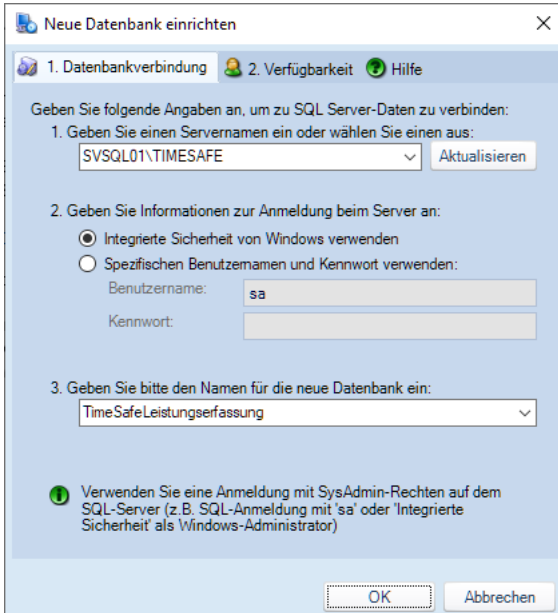 Neue Datenbank einrichten
1. Datenbankverbindung 2. Verfügbarkeit ? Hilfe
Geben Sie folgende Angaben an, um zu SQL Server-Daten zu verbinden:
1. Geben Sie einen Servernamen ein oder wählen Sie einen aus:
SVSQL01\TIMESAFE Aktualisieren
2. Geben Sie Informationen zur Anmeldung beim Server an:
Integrierte Sicherheit von Windows verwenden
Spezifischen Benutzernamen und Kennwort verwenden:
Benutzername: sa
Kennwort:
3. Geben Sie bitte den Namen für die neue Datenbank ein:
TimeSafeLeistungserfassung
Verwenden Sie eine Anmeldung mit SysAdmin-Rechten auf dem
SQL-Server (z.B. SQL-Anmeldung mit 'sa' oder 'Integrierte
Sicherheit' als Windows-Administrator)
OK Abbrechen